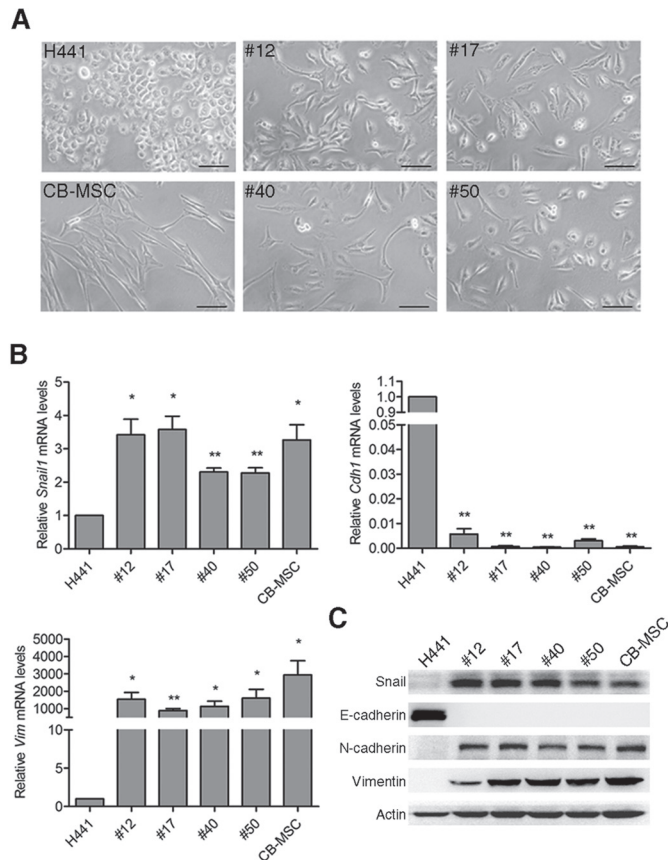 A
H441
#12
#17
CB-MSC
#40
#50
B
Relative Snail1 mRNA levels
5
4
3
2
1
0
*
*
**
**
*
H441
#12
#17
#40
#50
CB-MSC
Relative Cdh1 mRNA levels
1.1
1.0
0.9
0.05
0.04
0.03
0.02
0.01
0.00
**
**
**
**
**
H441
#12
#17
#40
#50
CB-MSC
Relative Vim mRNA levels
5000
4000
3000
2000
1000
10
5
0
*
**
*
*
*
H441
#12
#17
#40
#50
CB-MSC
C
H441
#12
#17
#40
#50
CB-MSC
Snail
E-cadherin
N-cadherin
Vimentin
Actin